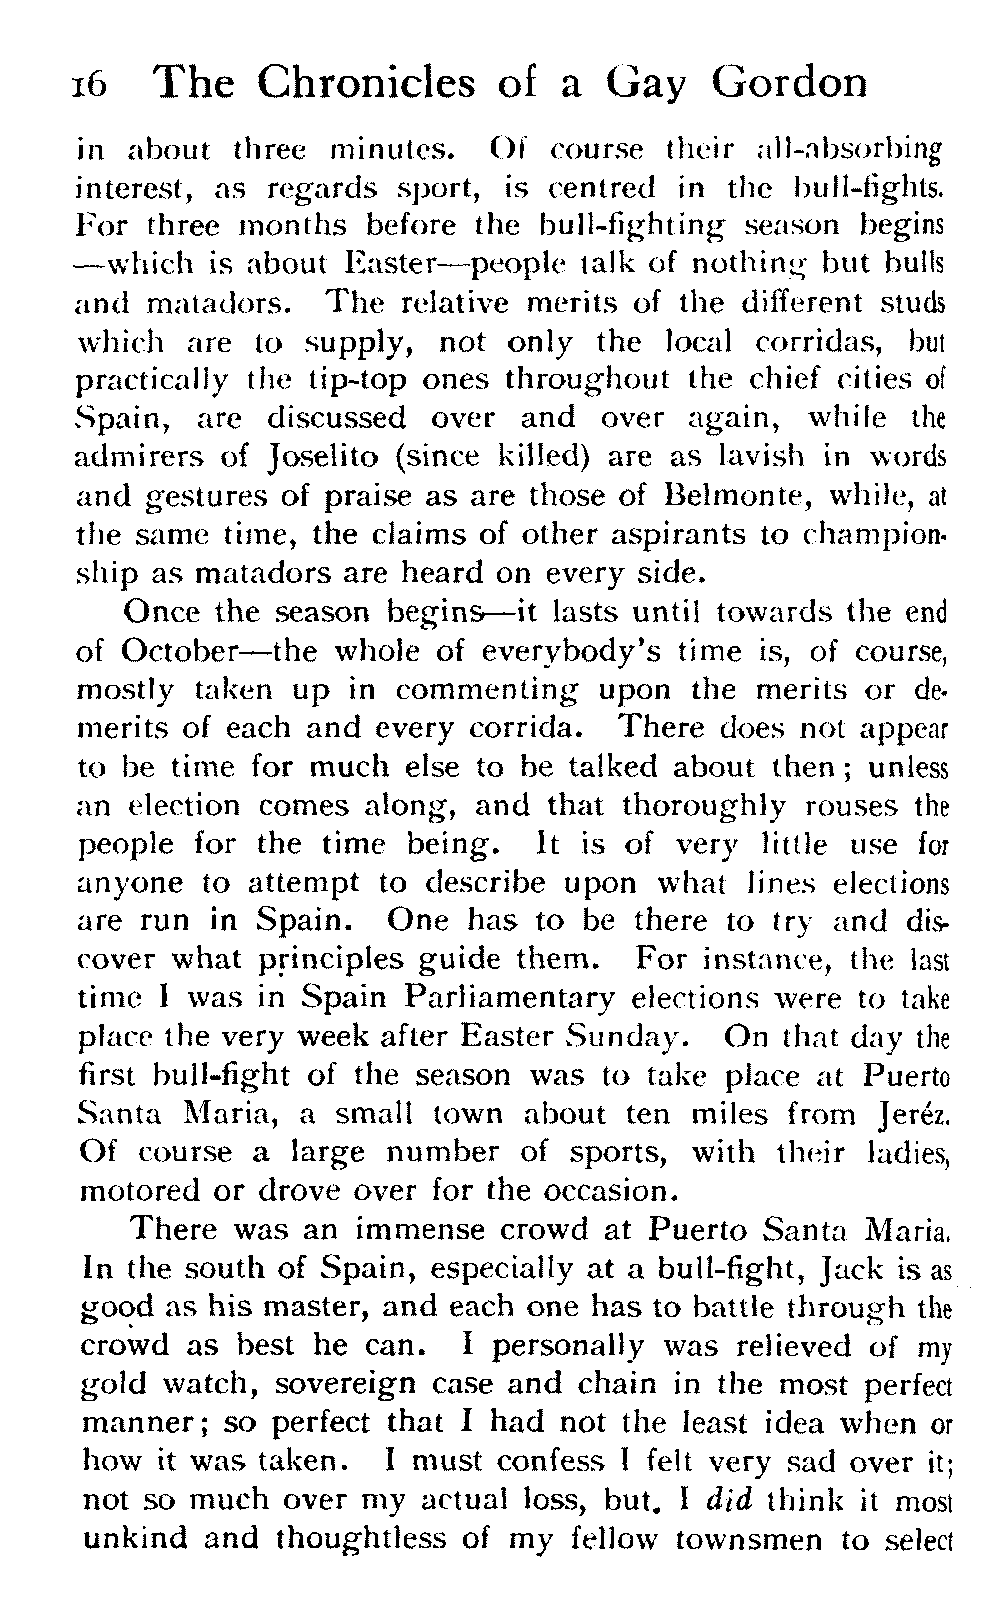 16 The Chronicles of a Gay Gordon
in about three minutes. Of course their all-absorbing
interest, as regards sport, is centred in the bull-fights.
For three months before the bull-fighting season begins
—which is about Easter—people talk of nothing but bulls
and matadors. The relative merits of the different studs
which are to supply, not only the local corridas, but
practically the tip-top ones throughout the chief cities of
Spain, are discussed over and over again, while the
admirers of Joselito (since killed) are as lavish in words
and gestures of praise as are those of Belmonte, while, at
the same time, the claims of other aspirants to champion-
ship as matadors are heard on every side.
Once the season begins—it lasts until towards the end
of October—the whole of everybody's time is, of course,
mostly taken up in commenting upon the merits or de-
merits of each and every corrida. There does not appear
to be time for much else to be talked about then; unless
an election comes along, and that thoroughly rouses the
people for the time being. It is of very little use for
anyone to attempt to describe upon what lines elections
are run in Spain. One has to be there to try and dis-
cover what principles guide them. For instance, the last
time I was in Spain Parliamentary elections were to take
place the very week after Easter Sunday. On that day the
first bull-fight of the season was to take place at Puerto
Santa Maria, a small town about ten miles from Jeréz.
Of course a large number of sports, with their ladies,
motored or drove over for the occasion.
There was an immense crowd at Puerto Santa Maria.
In the south of Spain, especially at a bull-fight, Jack is as
good as his master, and each one has to battle through the
crowd as best he can. I personally was relieved of my
gold watch, sovereign case and chain in the most perfect
manner; so perfect that I had not the least idea when or
how it was taken. I must confess I felt very sad over it;
not so much over my actual loss, but. I did think it most
unkind and thoughtless of my fellow townsmen to select